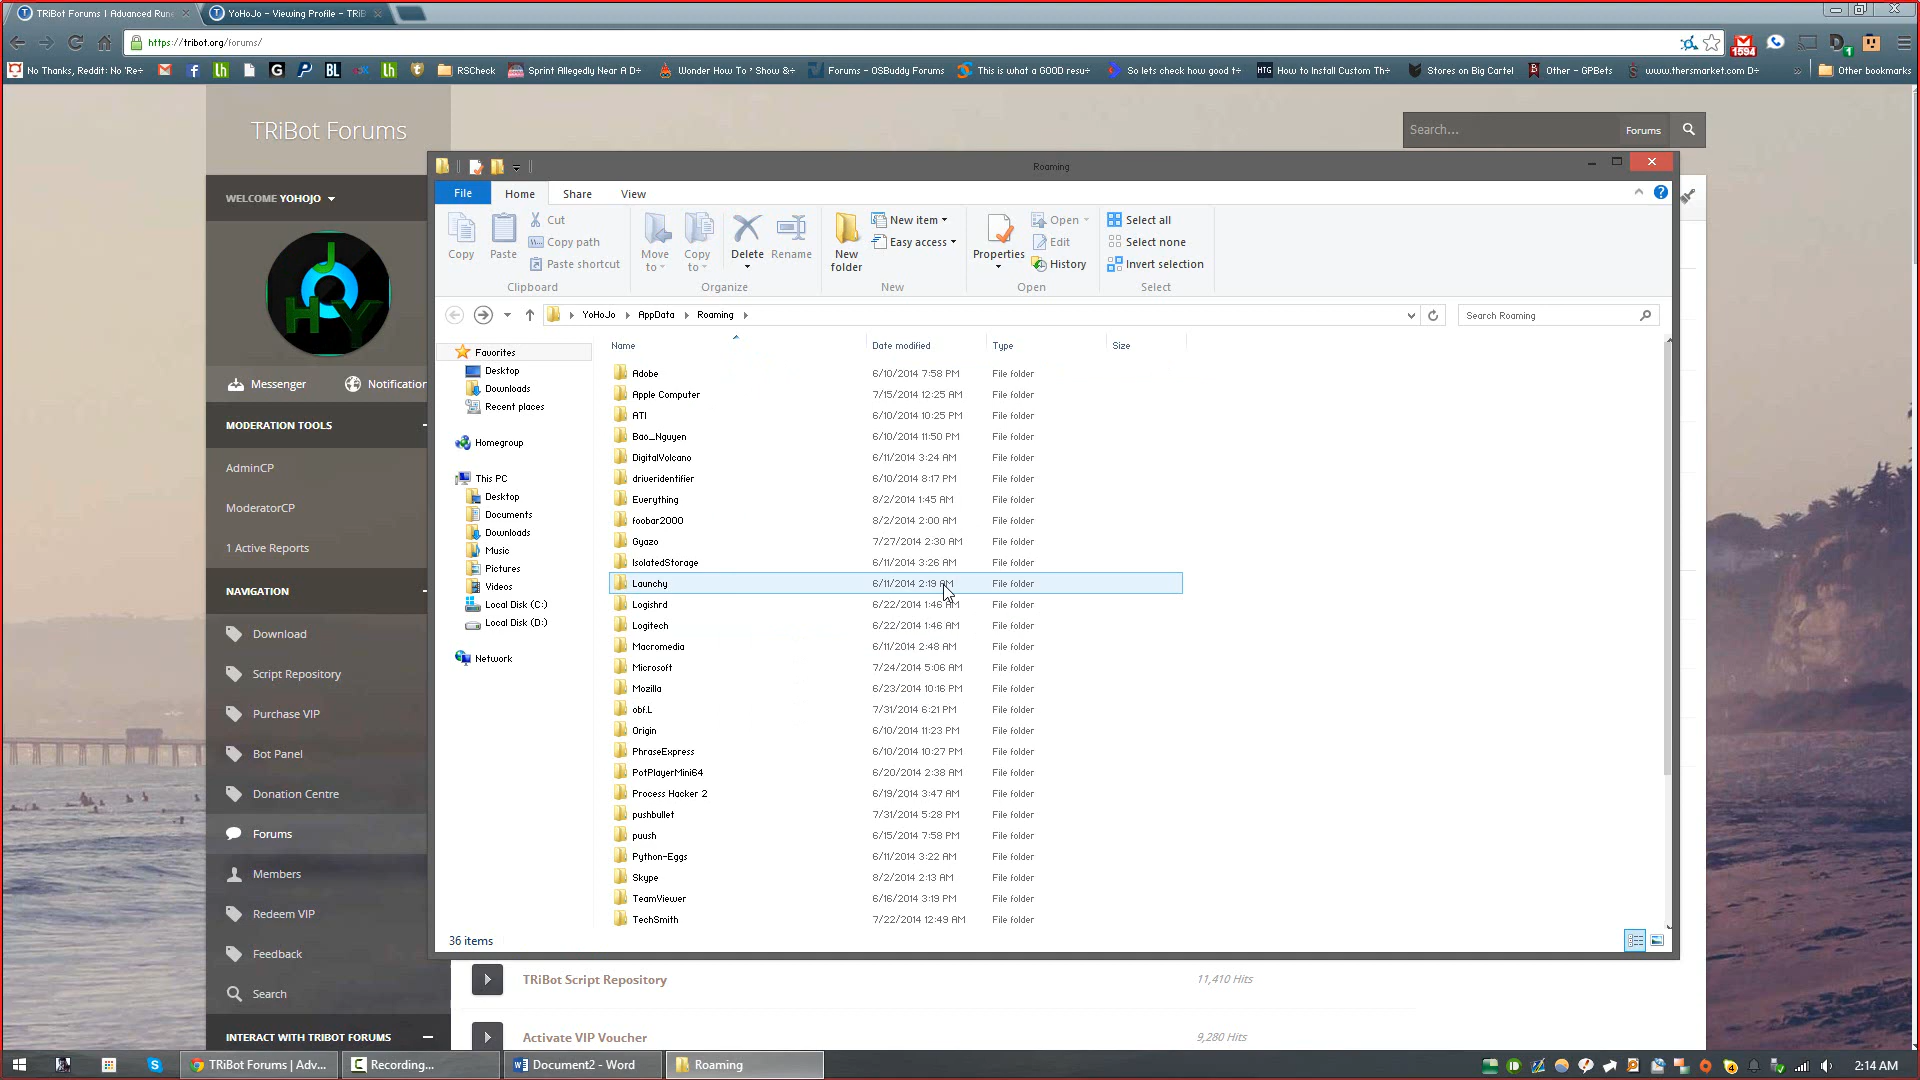 TRiBot Forums | Advanced Rune
YoHoJo - Viewing Profile - TRiB
https://tribot.org/forums/
1594
1
No Thanks, Reddit: No 'Re÷
RSCheck
Sprint Allegedly Near A D÷
Wonder How To › Show &÷
Forums - OSBuddy Forums
This is what a GOOD resu÷
So lets check how good t÷
How to Install Custom Th÷
Stores on Big Cartel
Other - GPBets
www.thersmarket.com D÷
»
Other bookmarks
TRiBot Forums
Search...
Forums
WELCOME YOHOJO
Messenger
Notification
MODERATION TOOLS
AdminCP
ModeratorCP
1 Active Reports
NAVIGATION
Download
Script Repository
Purchase VIP
Bot Panel
Donation Centre
Forums
Members
Redeem VIP
Feedback
Search
INTERACT WITH TRIBOT FORUMS
Roaming
File
Home
Share
View
Copy
Paste
Cut
Copy path
Paste shortcut
Clipboard
Move to
Copy to
Delete
Rename
Organize
New folder
New item
Easy access
New
Properties
Open
Edit
History
Open
Select all
Select none
Invert selection
Select
YoHoJo
AppData
Roaming
Search Roaming
Favorites
Desktop
Downloads
Recent places
Homegroup
This PC
Desktop
Documents
Downloads
Music
Pictures
Videos
Local Disk (C:)
Local Disk (D:)
Network
Name Date modified Type Size
Adobe 6/10/2014 7:58 PM File folder
Apple Computer 7/15/2014 12:25 AM File folder
ATI 6/10/2014 10:25 PM File folder
Bao_Nguyen 6/10/2014 11:50 PM File folder
DigitalVolcano 6/11/2014 3:24 AM File folder
driveridentifier 6/10/2014 8:17 PM File folder
Everything 8/2/2014 1:45 AM File folder
foobar2000 8/2/2014 2:00 AM File folder
Gyazo 7/27/2014 2:30 AM File folder
IsolatedStorage 6/11/2014 3:26 AM File folder
Launchy 6/11/2014 2:19 AM File folder
Logishrd 6/22/2014 1:46 AM File folder
Logitech 6/22/2014 1:46 AM File folder
Macromedia 6/11/2014 2:48 AM File folder
Microsoft 7/24/2014 5:06 AM File folder
Mozilla 6/23/2014 10:16 PM File folder
obf.L 7/31/2014 6:21 PM File folder
Origin 6/10/2014 11:23 PM File folder
PhraseExpress 6/10/2014 10:27 PM File folder
PotPlayerMini64 6/20/2014 2:38 AM File folder
Process Hacker 2 6/19/2014 3:47 AM File folder
pushbullet 7/31/2014 5:28 PM File folder
puush 6/15/2014 7:58 PM File folder
Python-Eggs 6/11/2014 3:22 AM File folder
Skype 8/2/2014 2:13 AM File folder
TeamViewer 6/16/2014 3:19 PM File folder
TechSmith 7/22/2014 12:49 AM File folder
36 items
TRiBot Script Repository 11,410 Hits
Activate VIP Voucher 9,280 Hits
TRiBot Forums | Adv...
Recording...
Document2 - Word
Roaming
2:14 AM